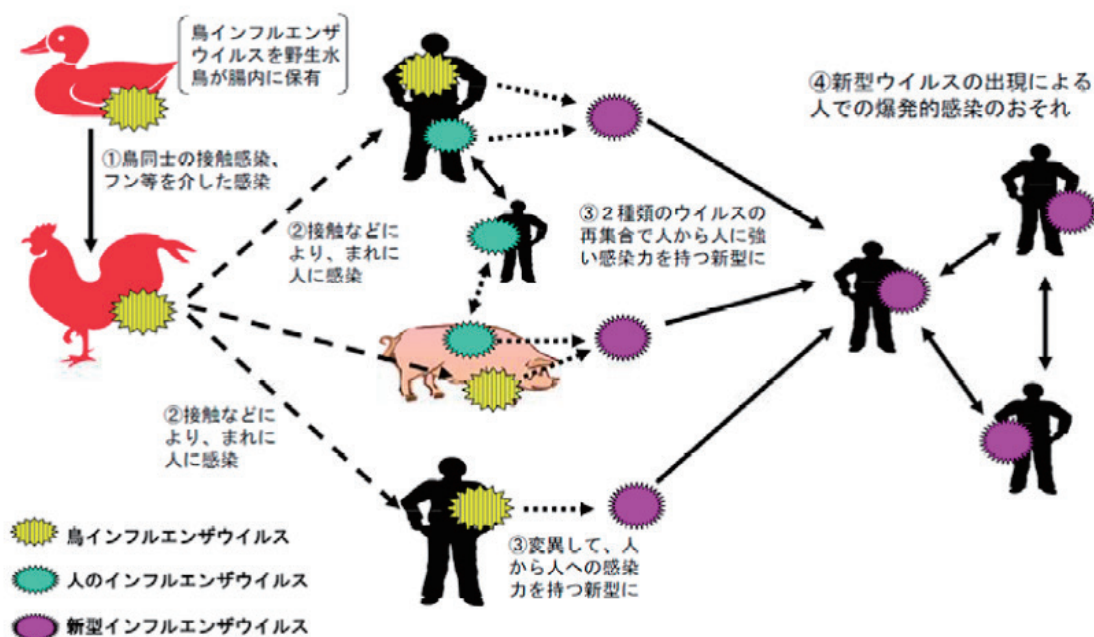 鳥インフルエンザ
ウイルスを野生水
鳥が腸内に保有
①鳥同士の接触感染、
フン等を介した感染
②接触などに
より、まれに
人に感染
②接触などに
より、まれに
人に感染
③２種類のウイルスの
再集合で人から人に強
い感染力を持つ新型に
③変異して、人
から人への感染
力を持つ新型に
④新型ウイルスの出現による
人での爆発的感染のおそれ
鳥インフルエンザウイルス
人のインフルエンザウイルス
新型インフルエンザウイルス